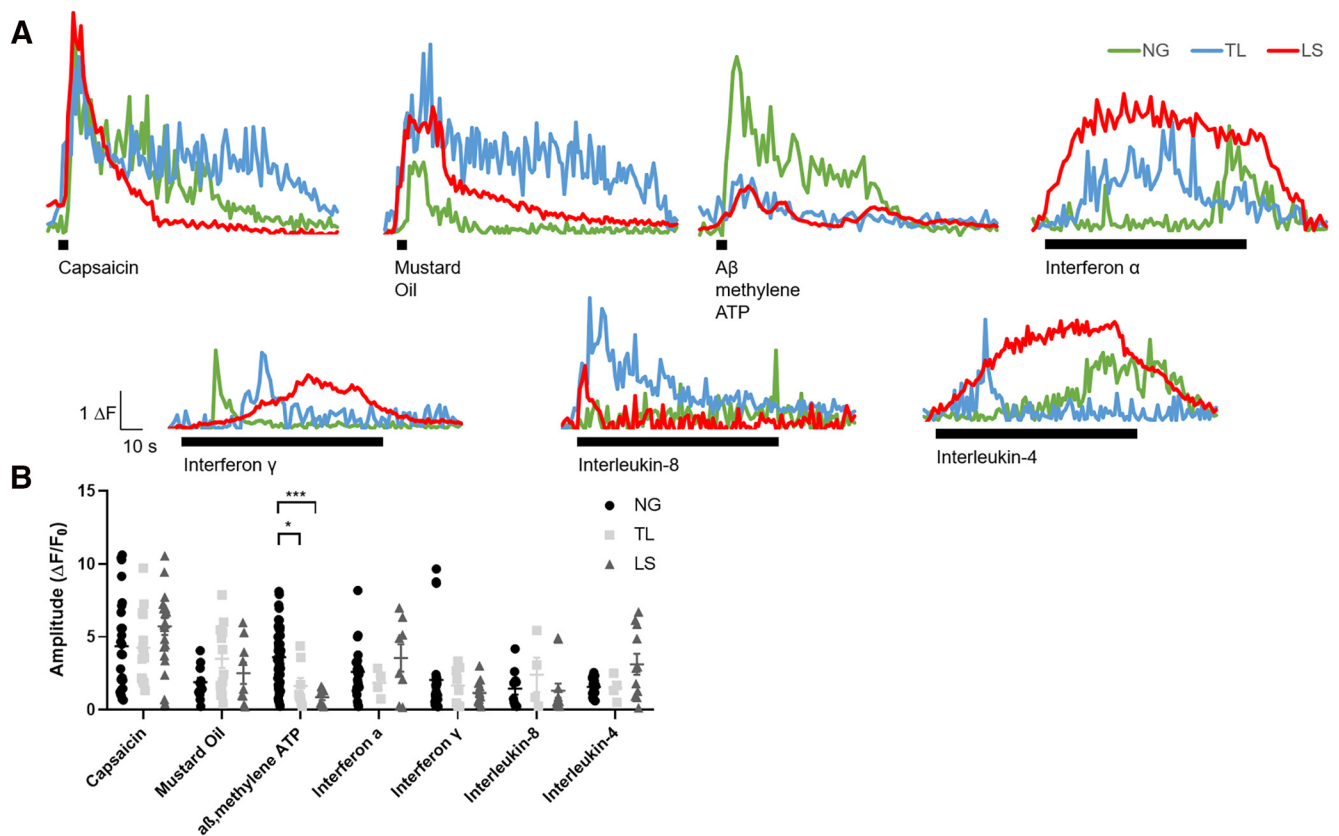 A
NG TL LS
Capsaicin
Mustard
Oil
Aβ
methylene
ATP
Interferon α
1 ΔF
10 s
Interferon γ
Interleukin-8
Interleukin-4
B
Amplitude (ΔF/F0)
15
10
5
0
***
*
NG
TL
LS
Capsaicin
Mustard Oil
aß,methylene ATP
Interferon a
Interferon γ
Interleukin-8
Interleukin-4